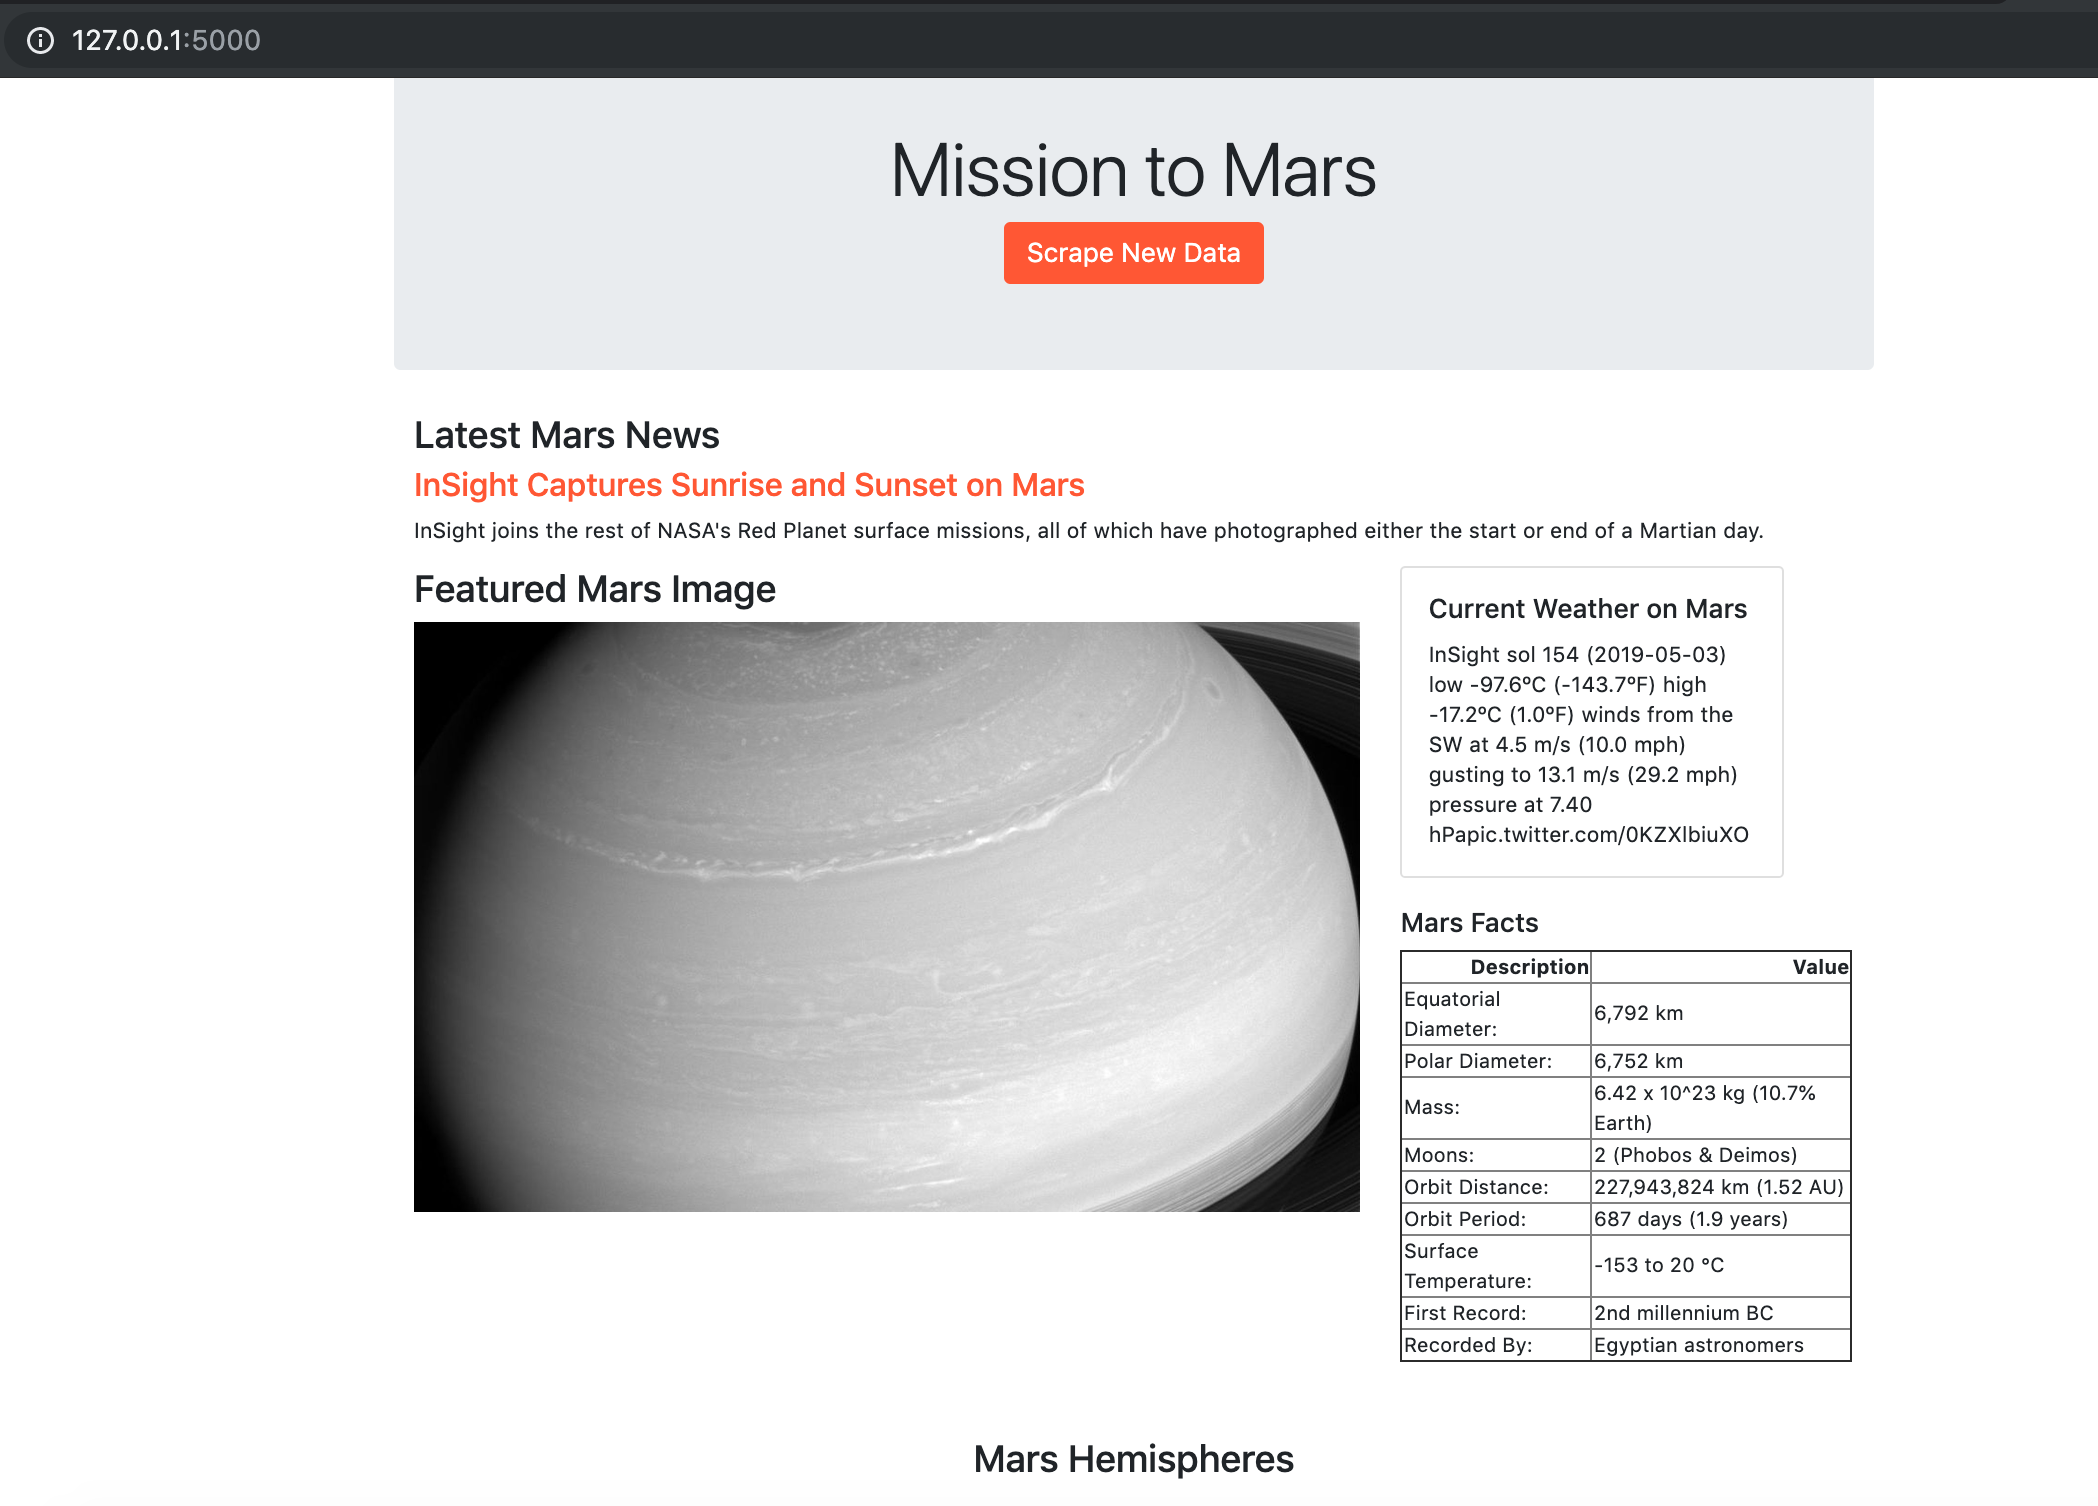 127.0.0.1:5000
Mission to Mars
Scrape New Data
Latest Mars News
InSight Captures Sunrise and Sunset on Mars
InSight joins the rest of NASA's Red Planet surface missions, all of which have photographed either the start or end of a Martian day.
Featured Mars Image
Current Weather on Mars
InSight sol 154 (2019-05-03)
low -97.6ºC (-143.7ºF) high
-17.2ºC (1.0ºF) winds from the
SW at 4.5 m/s (10.0 mph)
gusting to 13.1 m/s (29.2 mph)
pressure at 7.40
hPapic.twitter.com/0KZXlbiuXO
Mars Facts
Description Value
Equatorial
Diameter: 6,792 km
Polar Diameter: 6,752 km
Mass: 6.42 x 10^23 kg (10.7%
Earth)
Moons: 2 (Phobos & Deimos)
Orbit Distance: 227,943,824 km (1.52 AU)
Orbit Period: 687 days (1.9 years)
Surface
Temperature: -153 to 20 °C
First Record: 2nd millennium BC
Recorded By: Egyptian astronomers
Mars Hemispheres